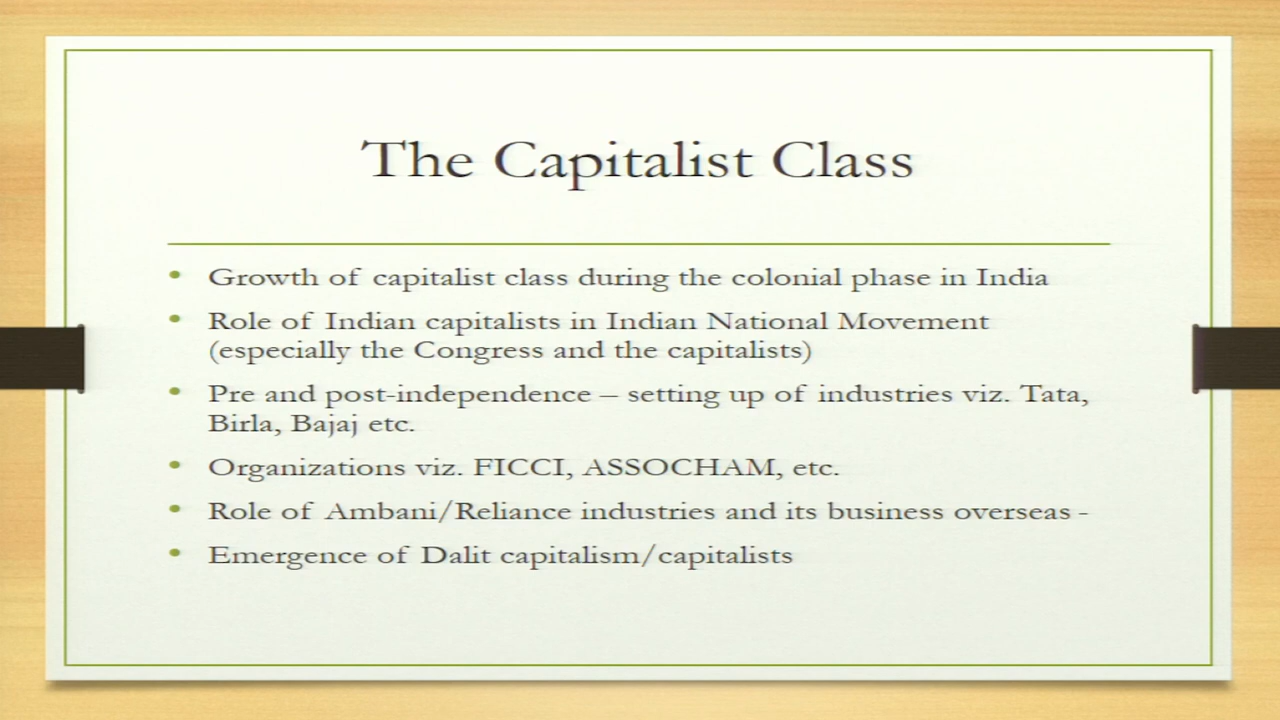 The Capitalist Class
• Growth of capitalist class during the colonial phase in India
• Role of Indian capitalists in Indian National Movement
(especially the Congress and the capitalists)
• Pre and post-independence – setting up of industries viz. Tata,
Birla, Bajaj etc.
• Organizations viz. FICCI, ASSOCHAM, etc.
• Role of Ambani/Reliance industries and its business overseas -
• Emergence of Dalit capitalism/capitalists